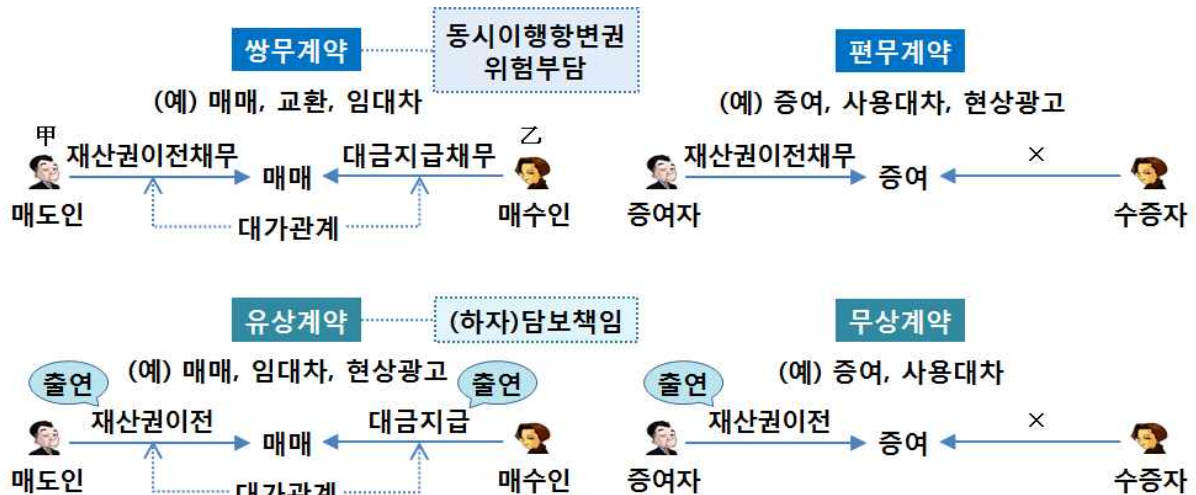 쌍무계약
동시이행항변권
위험부담
(예) 매매, 교환, 임대차
甲 乙
재산권이전채무 매매 대금지급채무
매도인 매수인
대가관계
편무계약
(예) 증여, 사용대차, 현상광고
재산권이전채무 증여 ×
증여자 수증자
유상계약 (하자)담보책임
(예) 매매, 임대차, 현상광고
출연 출연
재산권이전 매매 대금지급
매도인 매수인
대가관계
무상계약
(예) 증여, 사용대차
출연
재산권이전 증여 ×
증여자 수증자